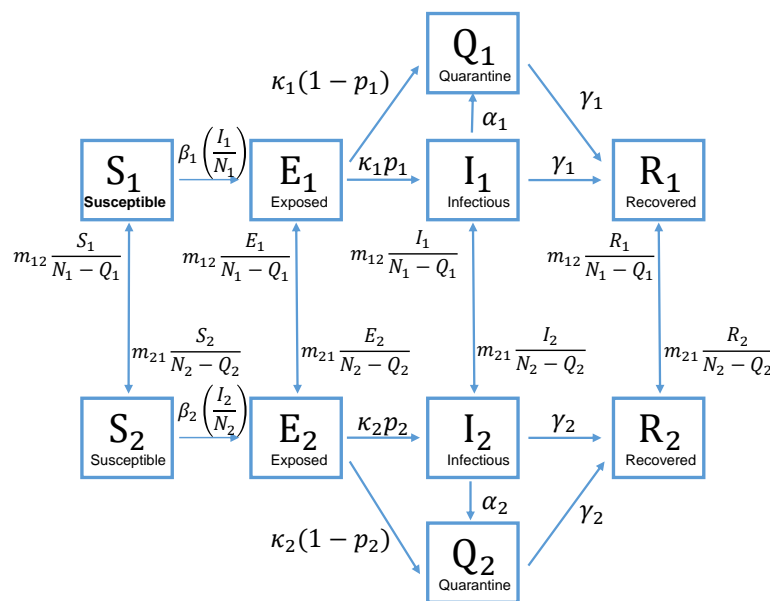 Q₁
Quarantine
κ₁(1 − p₁)
γ₁
α₁
β₁(I₁/N₁)
S₁
Susceptible
E₁
Exposed
κ₁p₁
I₁
Infectious
γ₁
R₁
Recovered
m₁₂ S₁/(N₁ − Q₁)
m₁₂ E₁/(N₁ − Q₁)
m₁₂ I₁/(N₁ − Q₁)
m₁₂ R₁/(N₁ − Q₁)
m₂₁ S₂/(N₂ − Q₂)
m₂₁ E₂/(N₂ − Q₂)
m₂₁ I₂/(N₂ − Q₂)
m₂₁ R₂/(N₂ − Q₂)
β₂(I₂/N₂)
S₂
Susceptible
E₂
Exposed
κ₂p₂
I₂
Infectious
γ₂
R₂
Recovered
α₂
γ₂
κ₂(1 − p₂)
Q₂
Quarantine